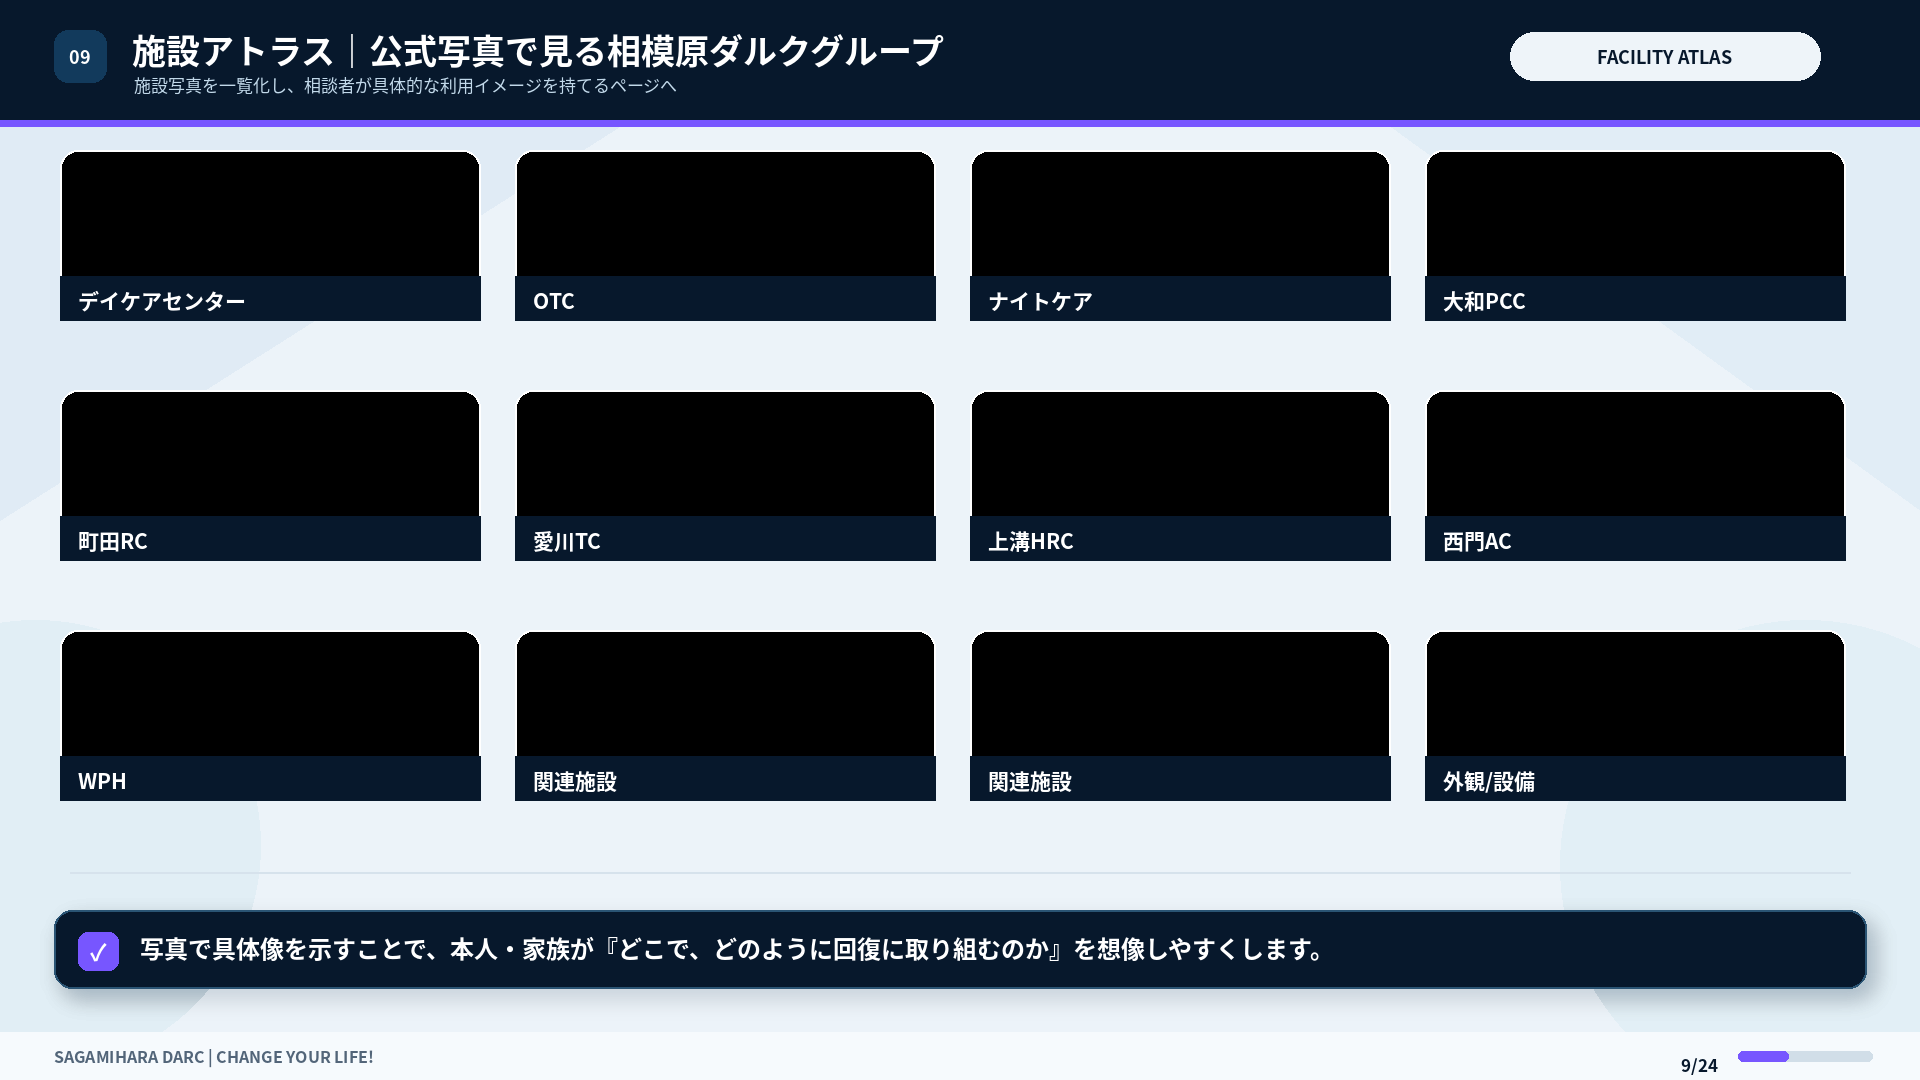 09
施設アトラス｜公式写真で見る相模原ダルクグループ
施設写真を一覧化し、相談者が具体的な利用イメージを持てるページへ
FACILITY ATLAS
デイケアセンター
OTC
ナイトケア
大和PCC
町田RC
愛川TC
上溝HRC
西門AC
WPH
関連施設
関連施設
外観/設備
✓ 写真で具体像を示すことで、本人・家族が『どこで、どのように回復に取り組むのか』を想像しやすくします。
SAGAMIHARA DARC | CHANGE YOUR LIFE!
9/24